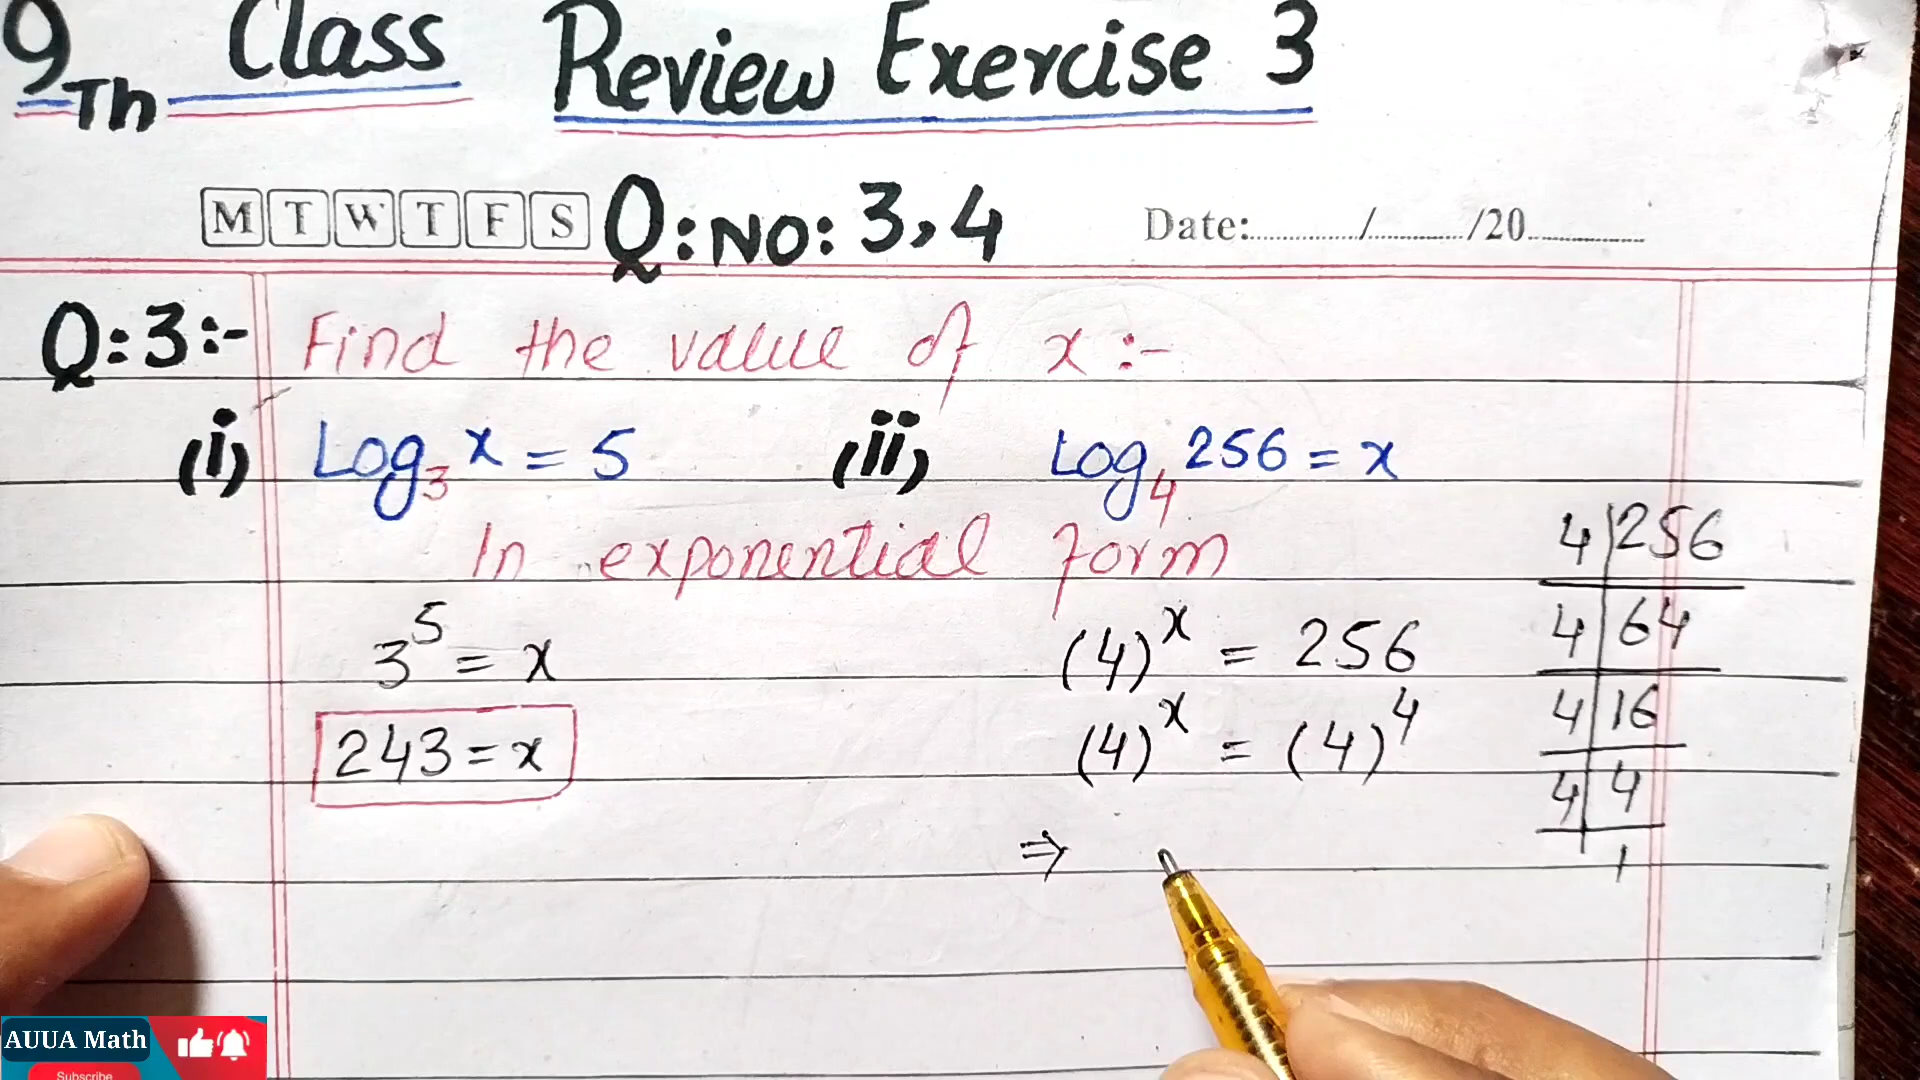 9Th Class Review Exercise 3
M T W T F S Q:NO: 3,4 Date:............/............/20................
Q:3:- Find the value of x:-
(i) Log₃ x = 5 (ii) Log₄ 256 = x
In exponential form
4 | 256
3⁵ = x (4)ˣ = 256 4 | 64
243 = x (4)ˣ = (4)⁴ 4 | 16
4 | 4
⇒ 1
AUUA Math
Subscribe